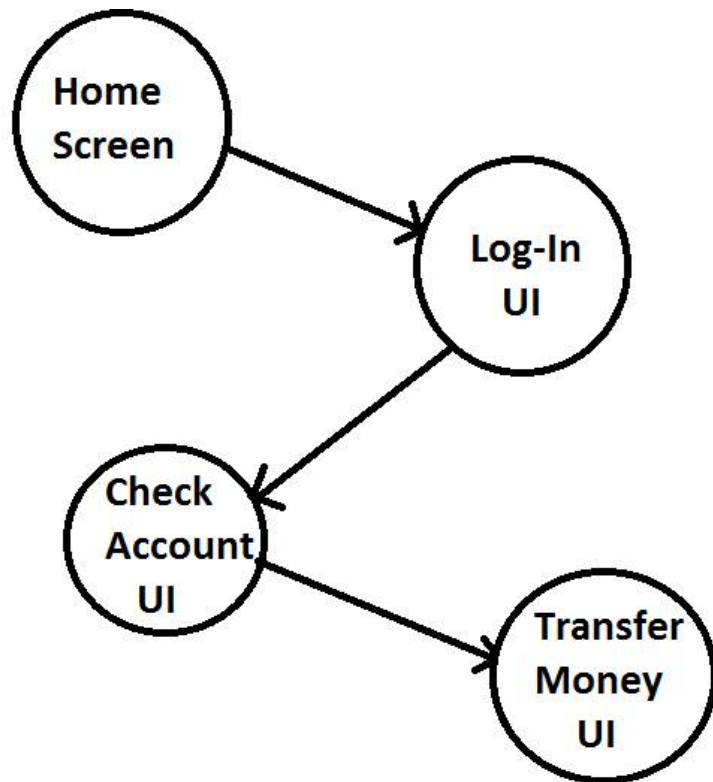 Home
Screen
Log-In
UI
Check
Account
UI
Transfer
Money
UI